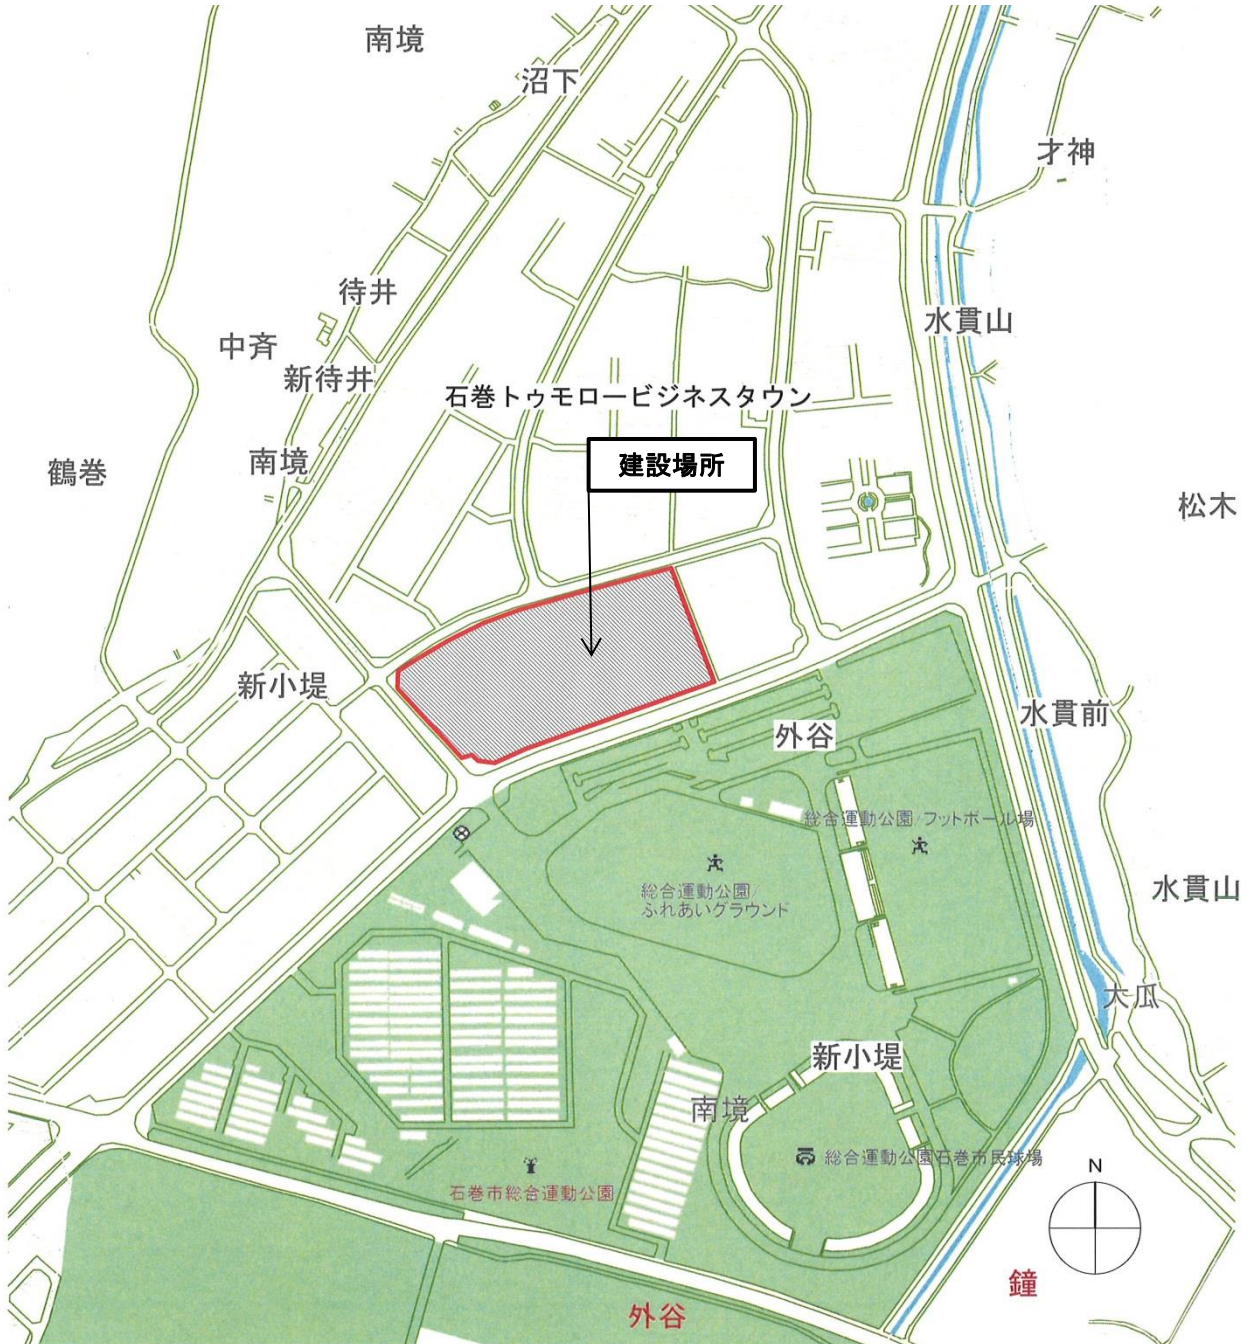 南境
沼下
才神
待井
水貫山
中斉
新待井
石巻トゥモロービジネスタウン
南境
建設場所
鶴巻
松木
新小堤
水貫前
外谷
総合運動公園/フットボール場
総合運動公園/
ふれあいグラウンド
水貫山
大瓜
新小堤
南境
総合運動公園石巻市民球場
N
石巻市総合運動公園
鐘
外谷